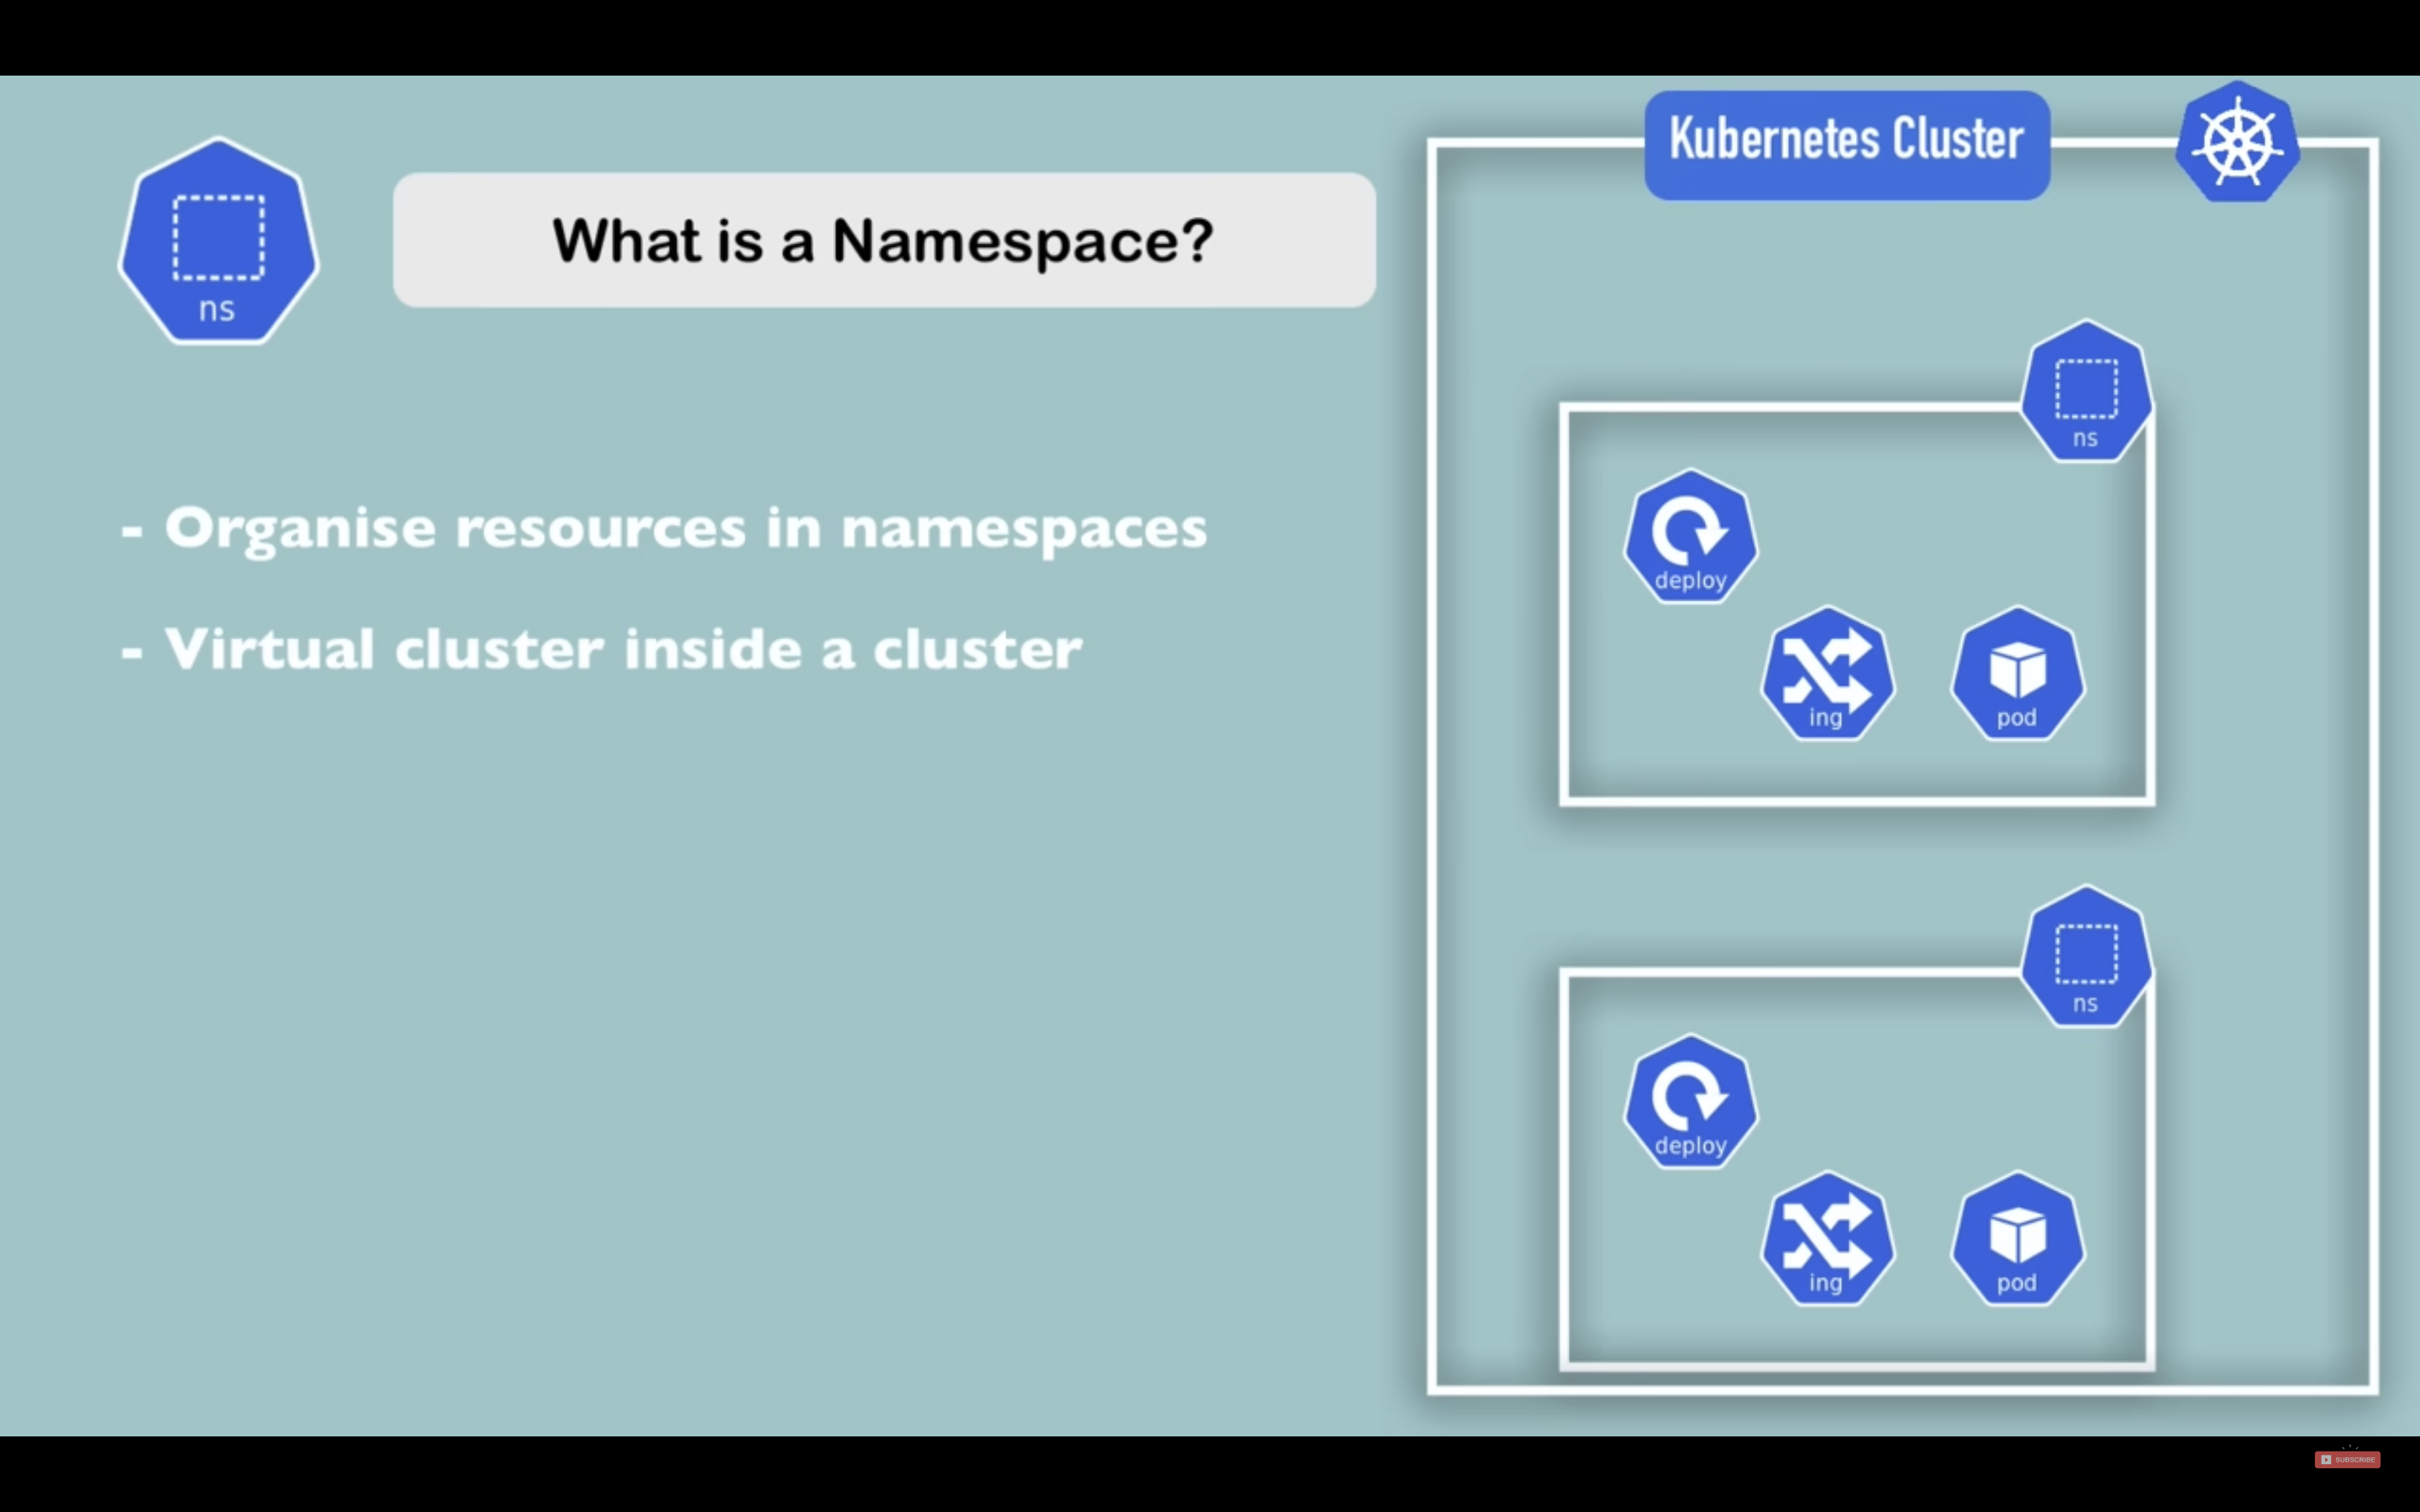 ns
What is a Namespace?
- Organise resources in namespaces
- Virtual cluster inside a cluster
Kubernetes Cluster
ns
deploy
ing
pod
ns
deploy
ing
pod
SUBSCRIBE